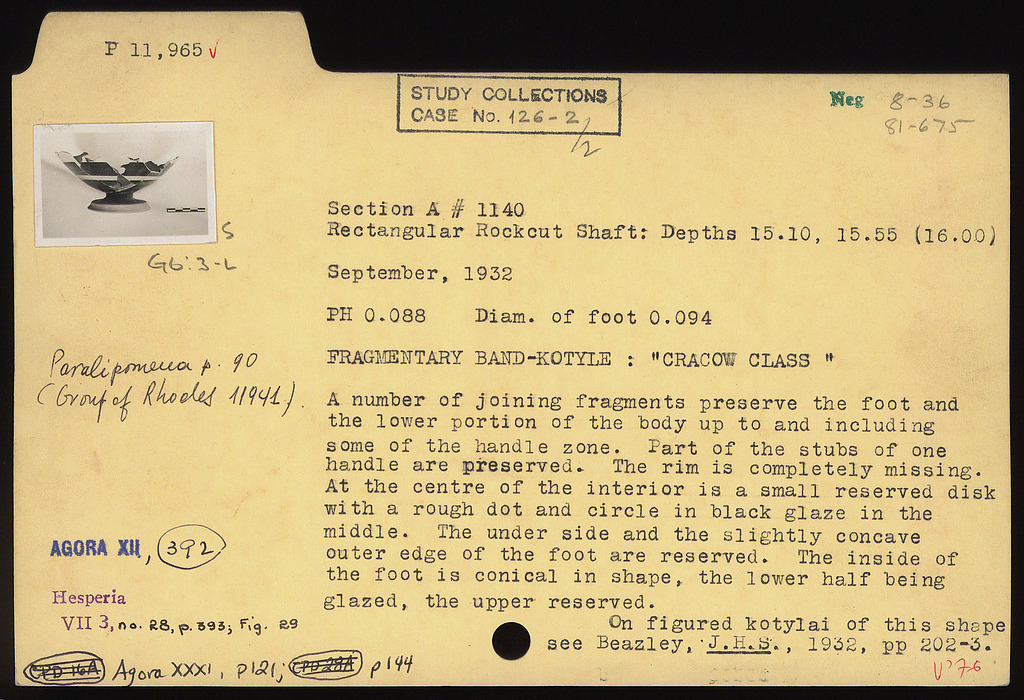 P 11,965 v
STUDY COLLECTIONS
CASE No. 126-2/2
Neg 8-36
81-675
S
G6:3-L
Section A # 1140
Rectangular Rockcut Shaft: Depths 15.10, 15.55 (16.00)
September, 1932
PH 0.088 Diam. of foot 0.094
FRAGMENTARY BAND-KOTYLE : "CRACOW CLASS "
Paralipomena p. 90
(Group of Rhodes 11941).
A number of joining fragments preserve the foot and
the lower portion of the body up to and including
some of the handle zone. Part of the stubs of one
handle are preserved. The rim is completely missing.
At the centre of the interior is a small reserved disk
with a rough dot and circle in black glaze in the
middle. The under side and the slightly concave
outer edge of the foot are reserved. The inside of
the foot is conical in shape, the lower half being
glazed, the upper reserved.
On figured kotylai of this shape
see Beazley, J.H.S., 1932, pp 202-3.
AGORA XII, 392
Hesperia
VII 3, no. 28, p. 393; Fig. 29
CPD 16A Agora XXXI, p121; CPD 28A p144
V'76